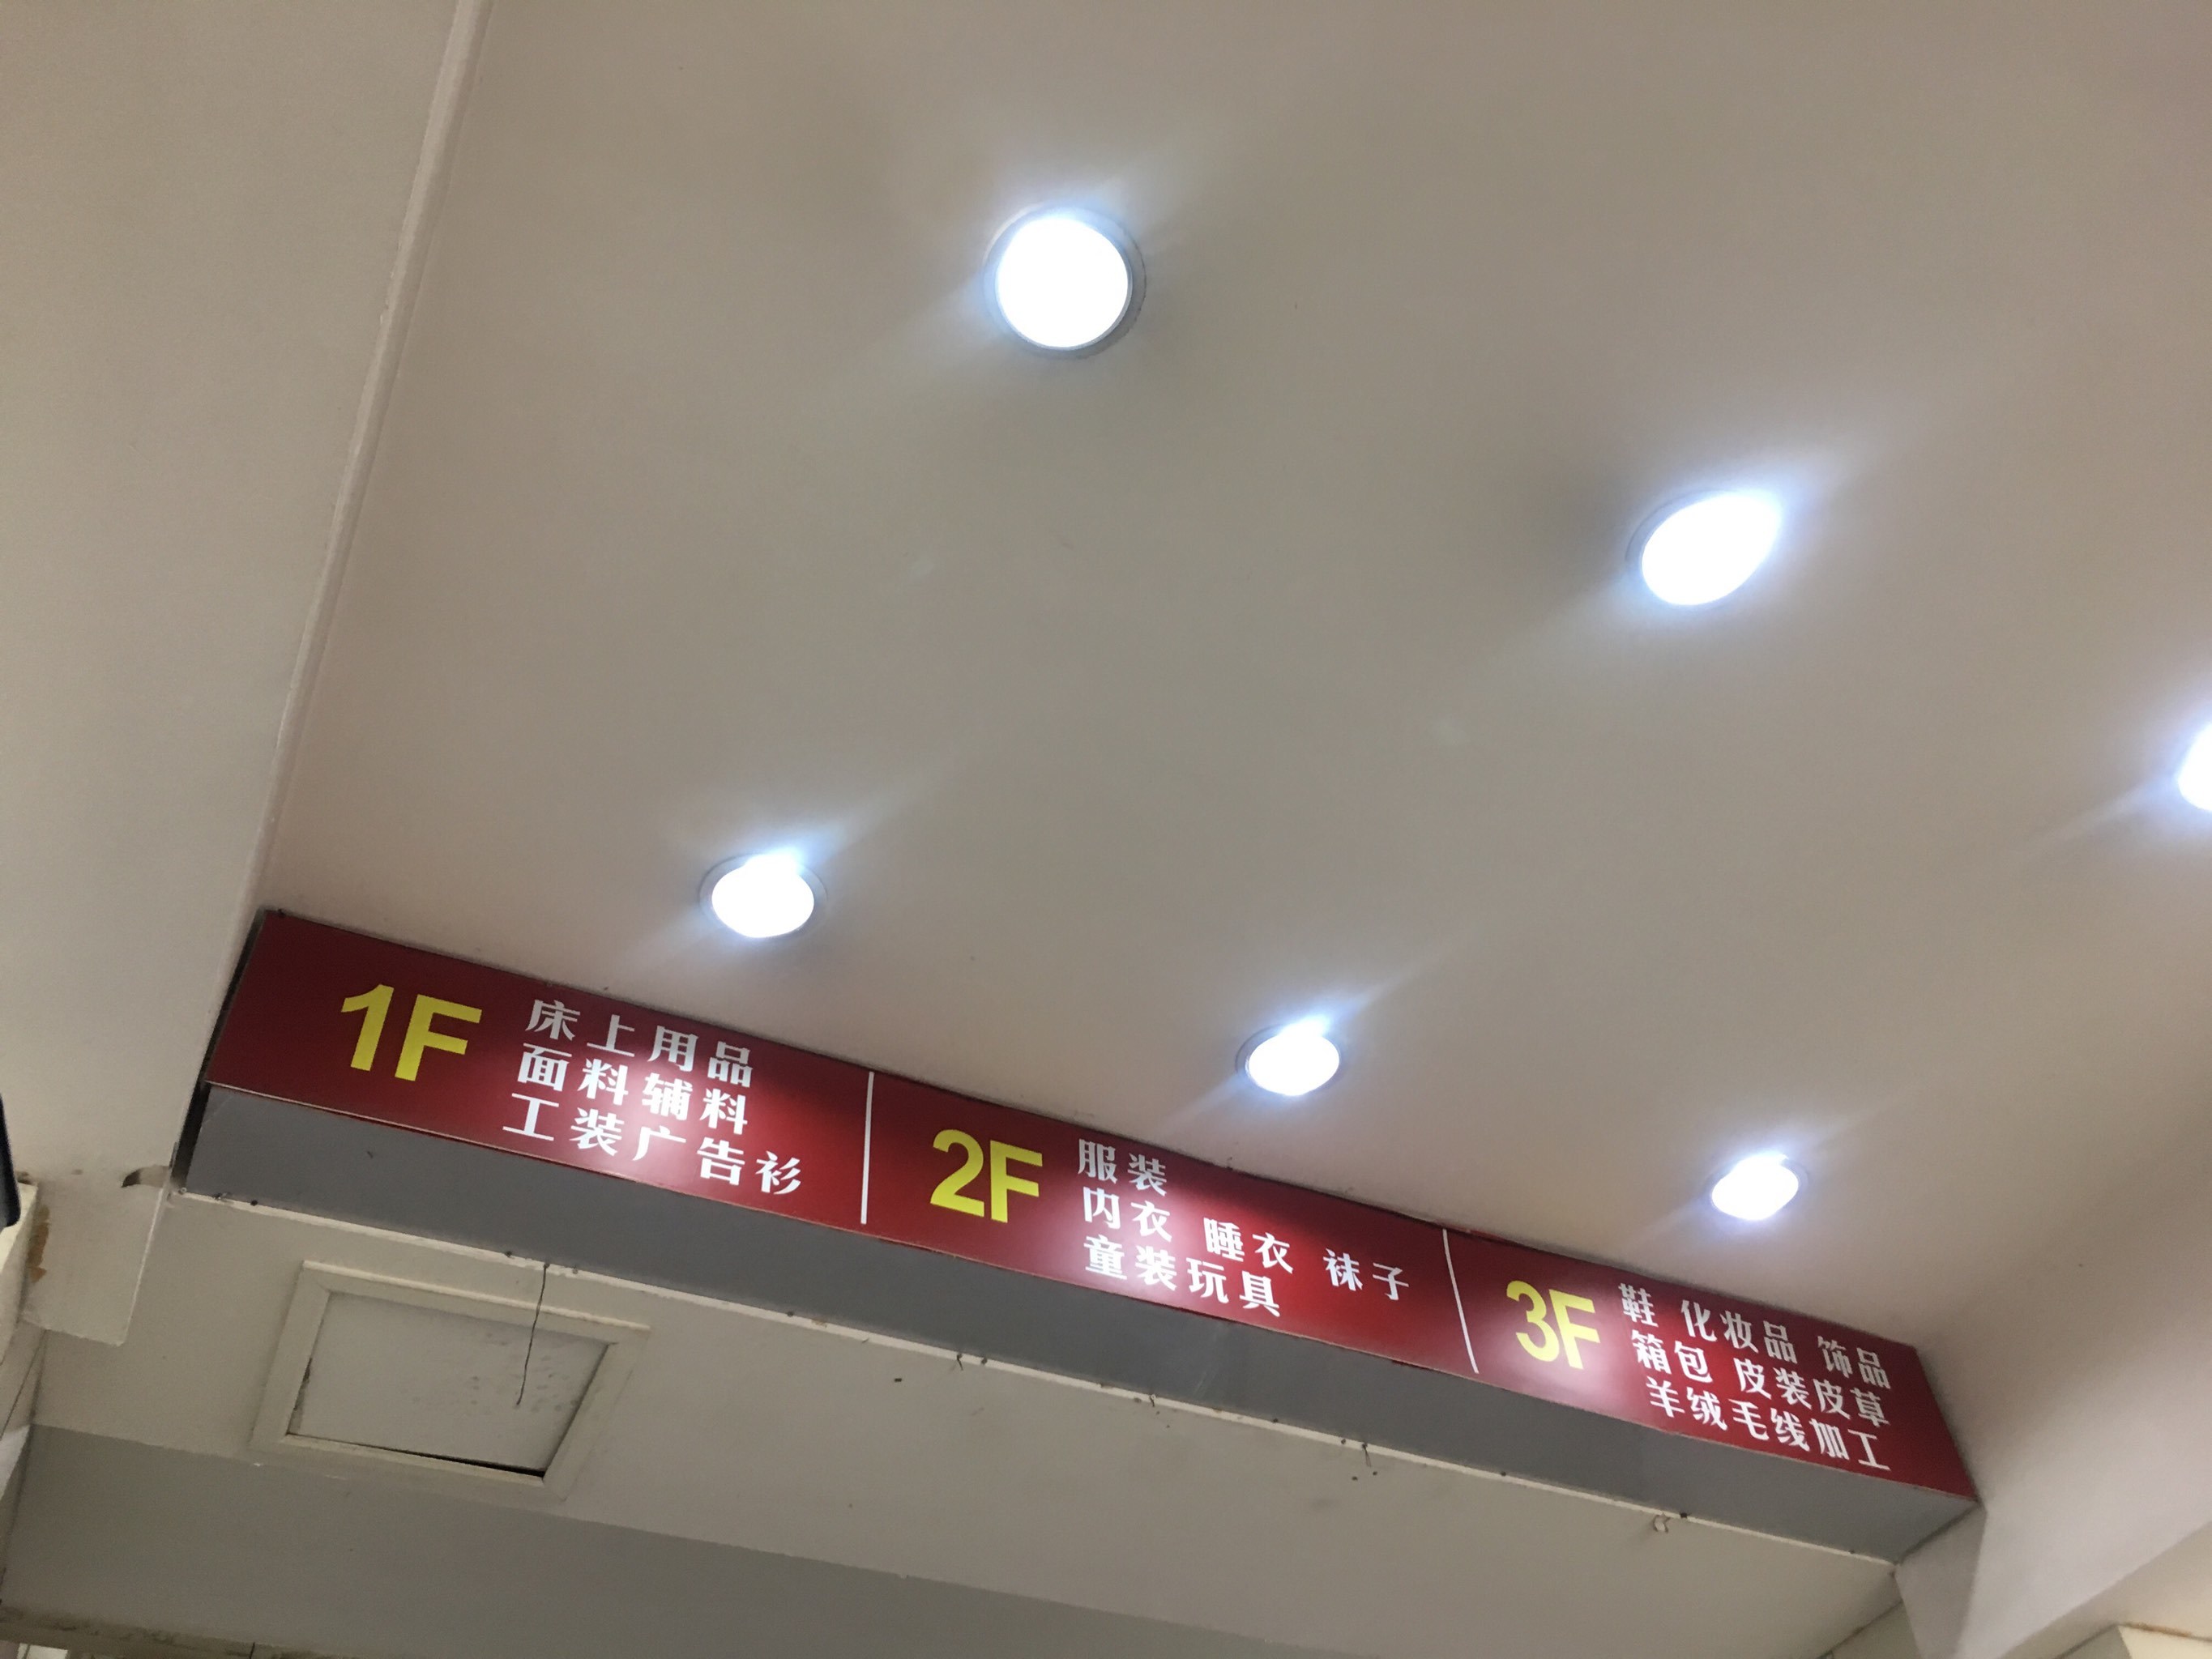 1F
床上用品
面料辅料
工装广告衫
2F
服装
内衣 睡衣 袜子
童装玩具
3F
鞋 化妆品 饰品
箱包 皮装皮草
羊绒毛线加工